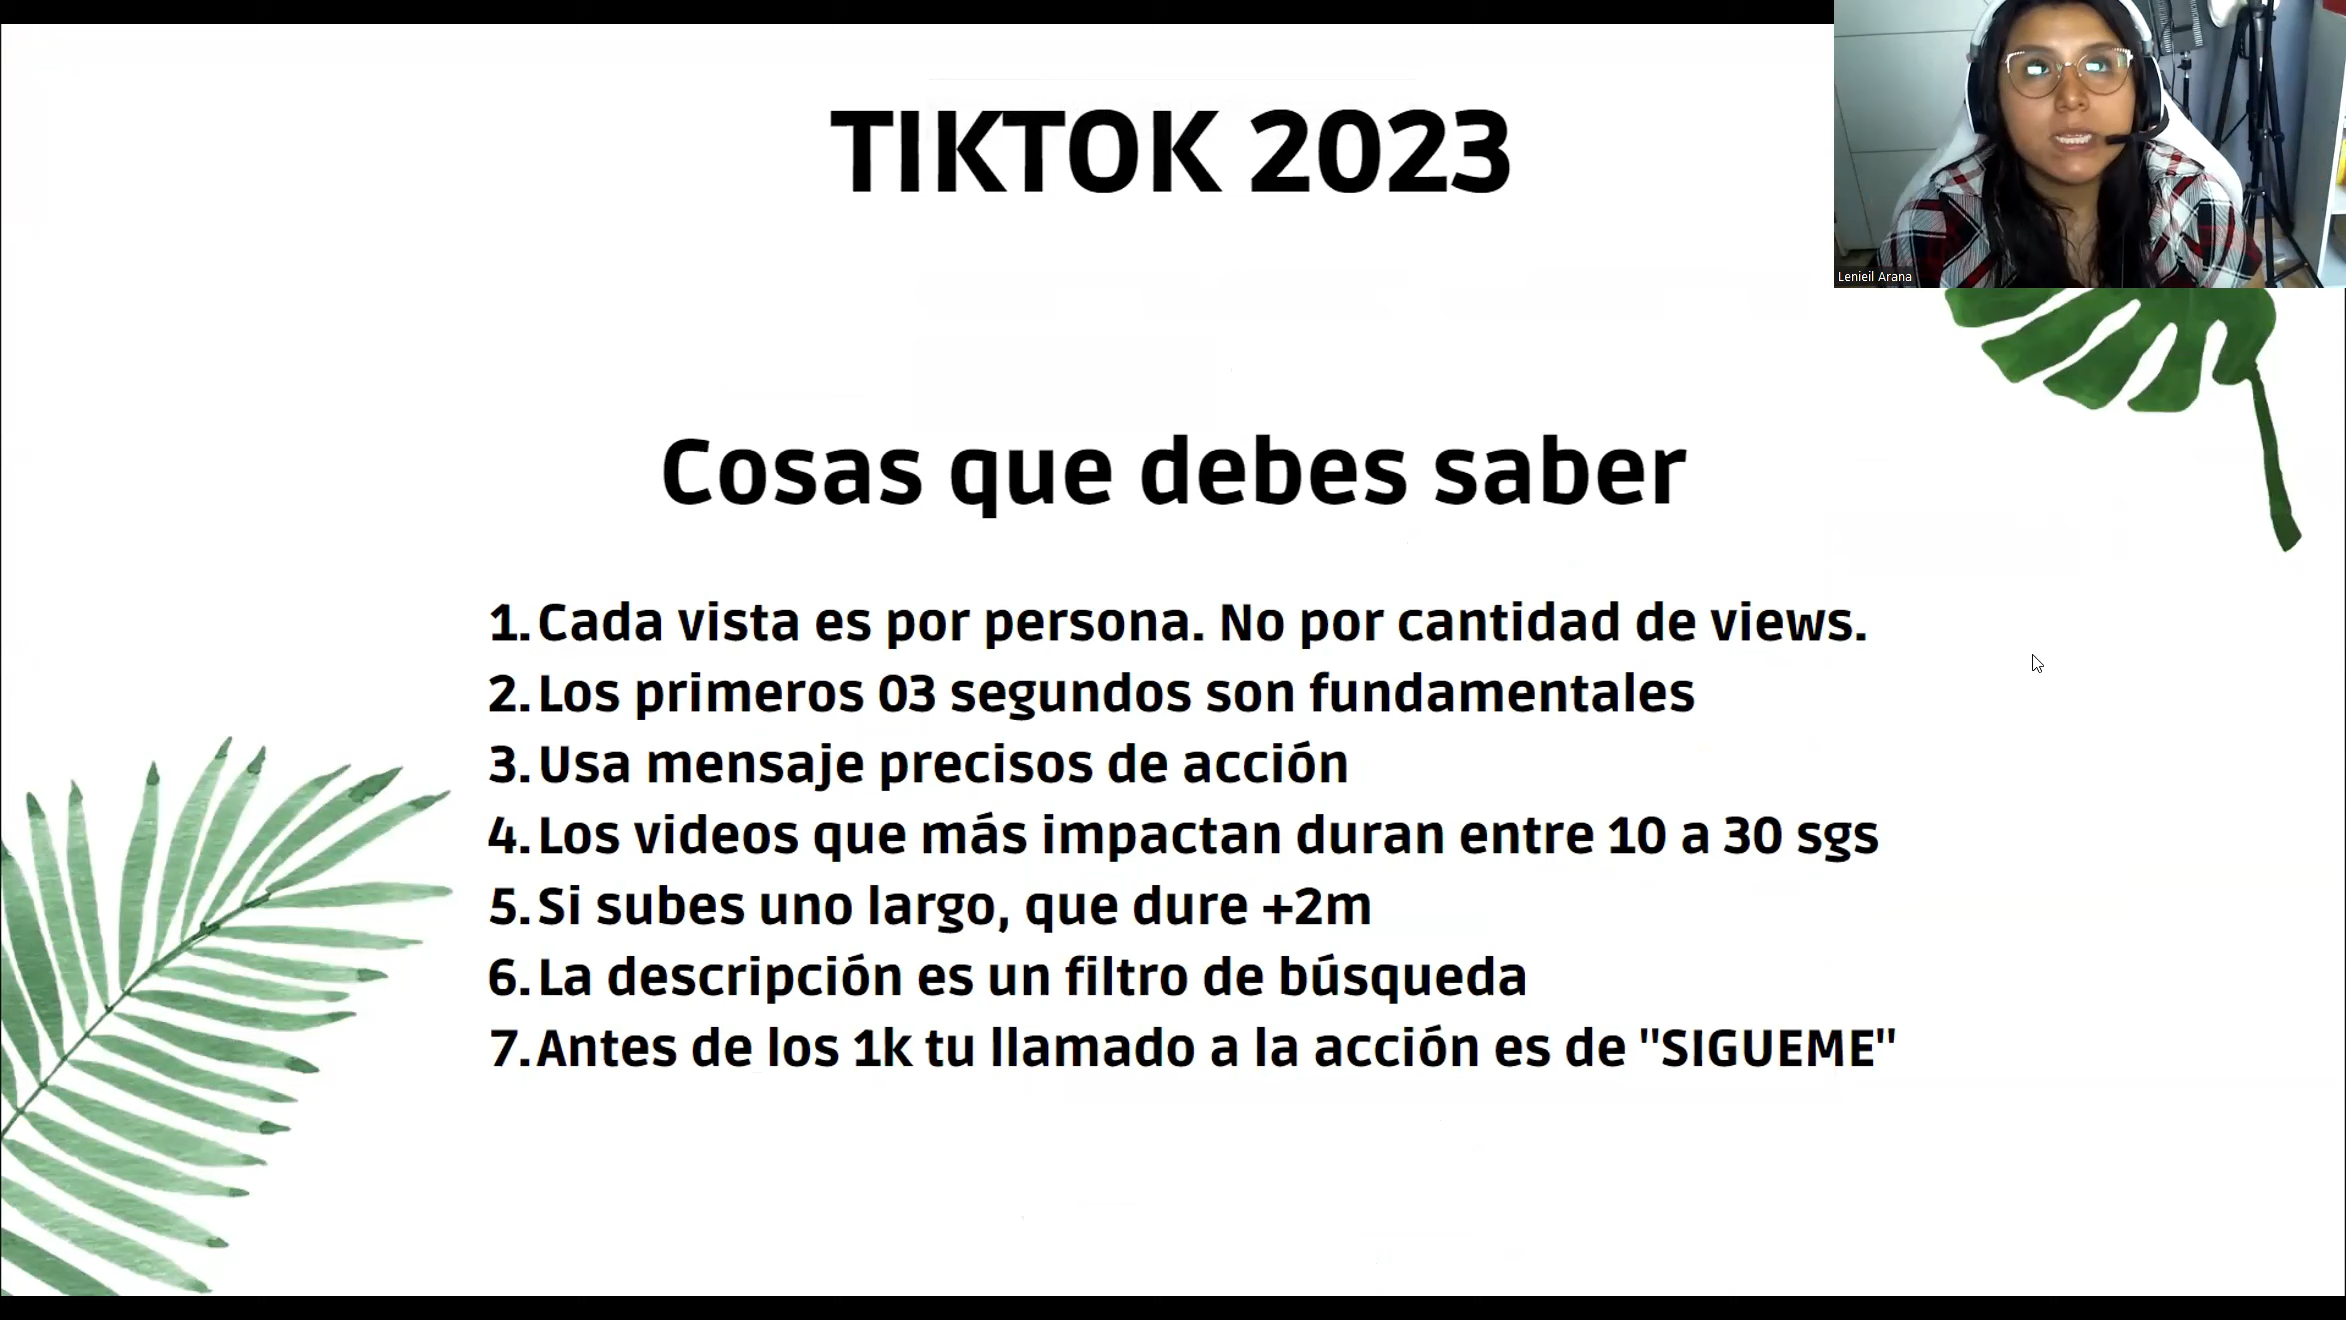 TIKTOK 2023
Lenieil Arana
Cosas que debes saber
1. Cada vista es por persona. No por cantidad de views.
2. Los primeros 03 segundos son fundamentales
3. Usa mensaje precisos de acción
4. Los videos que más impactan duran entre 10 a 30 sgs
5. Si subes uno largo, que dure +2m
6. La descripción es un filtro de búsqueda
7. Antes de los 1k tu llamado a la acción es de "SIGUEME"